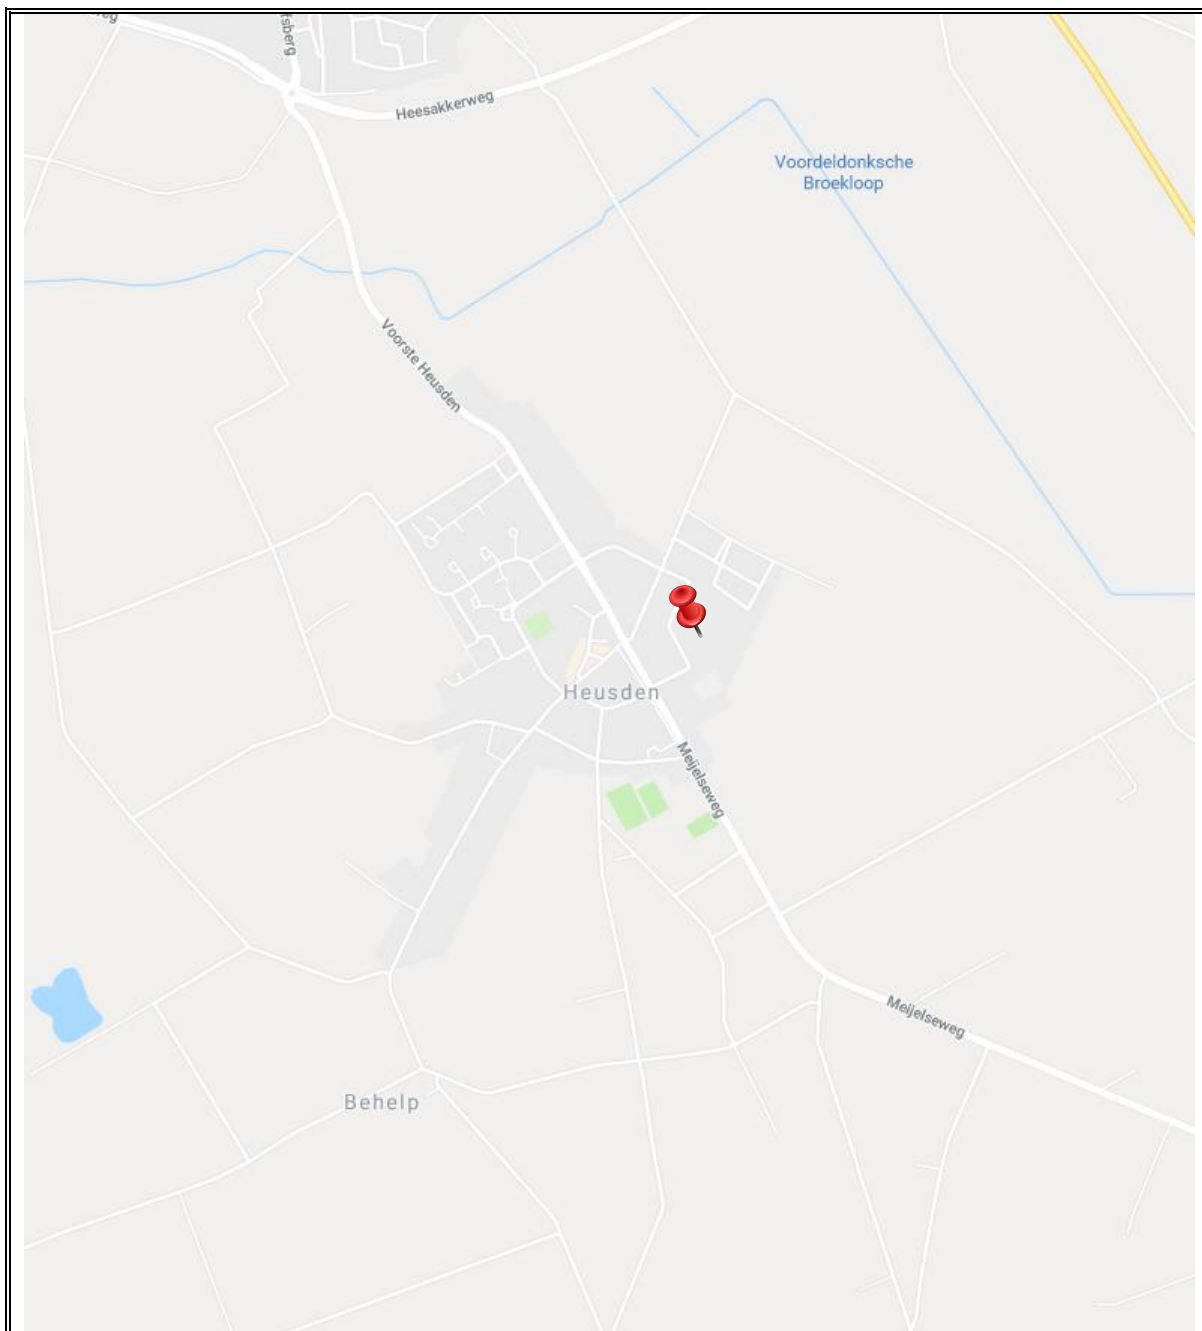 Heesakkerweg
Voordeldonksche
Broekloop
Voorste Heusden
Heusden
Meijelseweg
Meijelseweg
Behelp